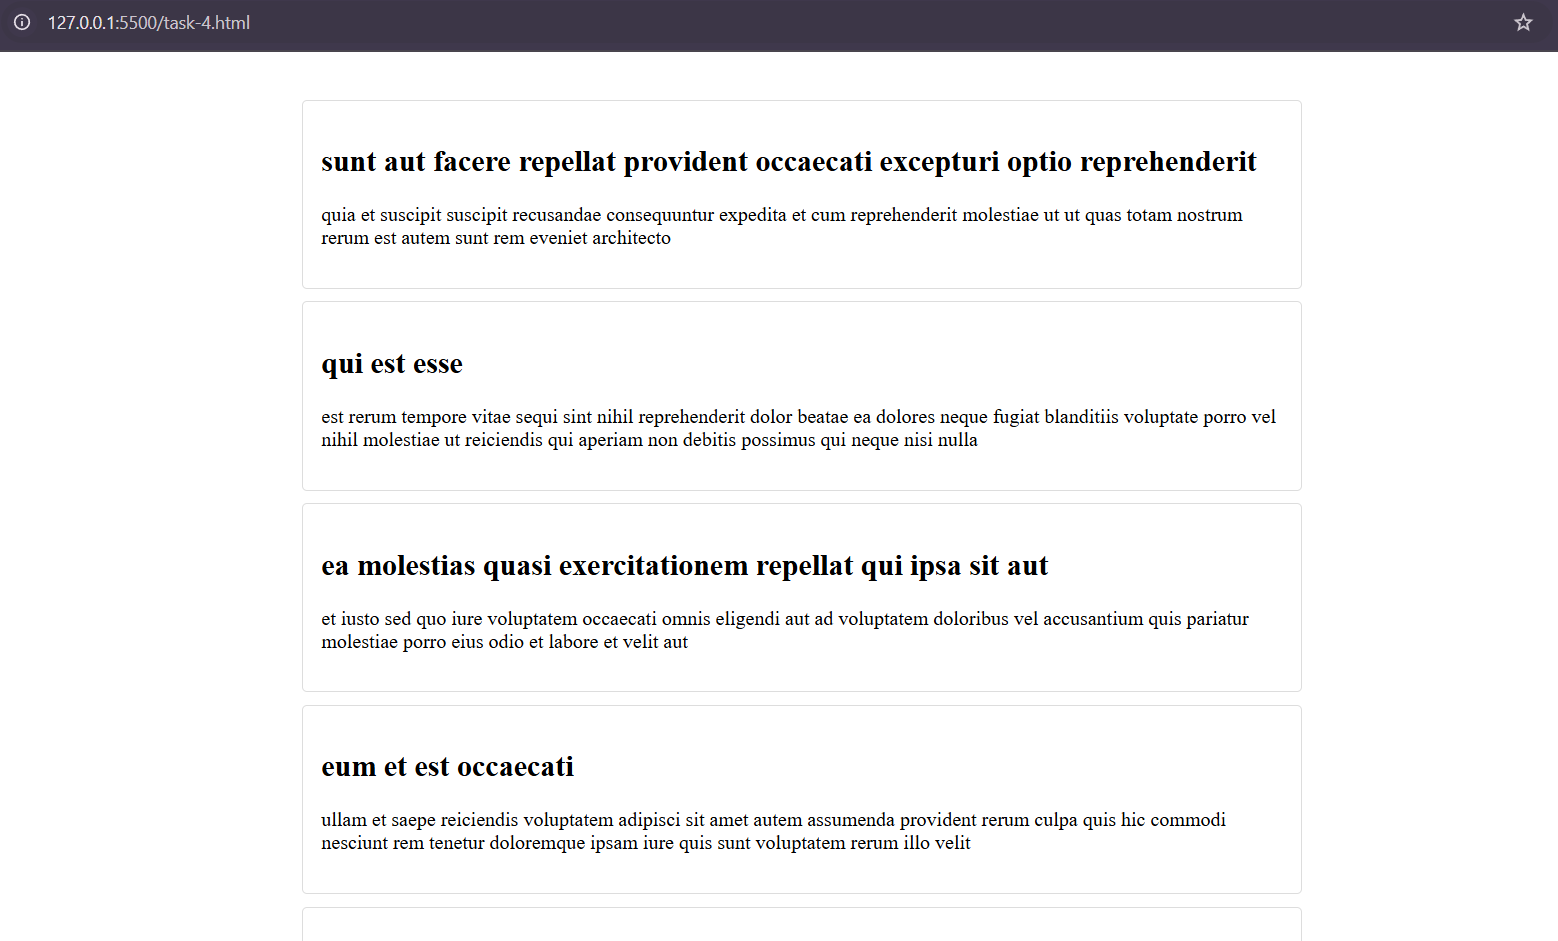 127.0.0.1:5500/task-4.html
sunt aut facere repellat provident occaecati excepturi optio reprehenderit
quia et suscipit suscipit recusandae consequuntur expedita et cum reprehenderit molestiae ut ut quas totam nostrum
rerum est autem sunt rem eveniet architecto
qui est esse
est rerum tempore vitae sequi sint nihil reprehenderit dolor beatae ea dolores neque fugiat blanditiis voluptate porro vel
nihil molestiae ut reiciendis qui aperiam non debitis possimus qui neque nisi nulla
ea molestias quasi exercitationem repellat qui ipsa sit aut
et iusto sed quo iure voluptatem occaecati omnis eligendi aut ad voluptatem doloribus vel accusantium quis pariatur
molestiae porro eius odio et labore et velit aut
eum et est occaecati
ullam et saepe reiciendis voluptatem adipisci sit amet autem assumenda provident rerum culpa quis hic commodi
nesciunt rem tenetur doloremque ipsam iure quis sunt voluptatem rerum illo velit